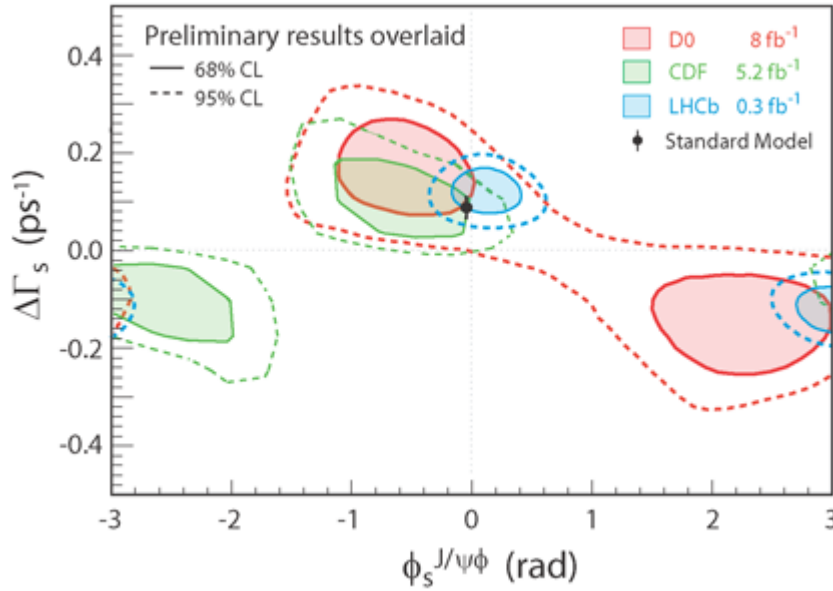 Preliminary results overlaid
68% CL
95% CL
D0 8 fb⁻¹
CDF 5.2 fb⁻¹
LHCb 0.3 fb⁻¹
Standard Model
ΔΓₛ (ps⁻¹)
0.4
0.2
0.0
-0.2
-0.4
-3 -2 -1 0 1 2 3
ϕₛ^J/ψϕ (rad)